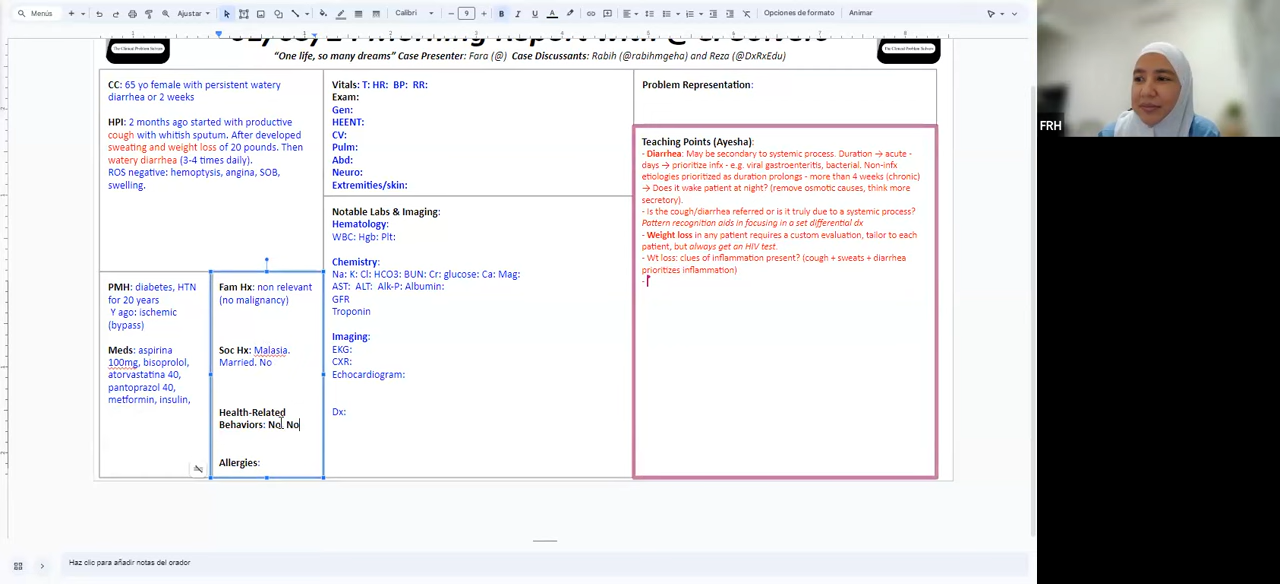 Menús
Ajustar
Calibri
9
B
I
U
A
Opciones de formato
Animar
The Clinical Problem Solvers
"One life, so many dreams" Case Presenter: Fara (@) Case Discussants: Rabih (@rabihmgeha) and Reza (@DxRxEdu)
The Clinical Problem Solvers
CC: 65 yo female with persistent watery
diarrhea or 2 weeks
HPI: 2 months ago started with productive
cough with whitish sputum. After developed
sweating and weight loss of 20 pounds. Then
watery diarrhea (3-4 times daily).
ROS negative: hemoptysis, angina, SOB,
swelling.
PMH: diabetes, HTN
for 20 years
Y ago: ischemic
(bypass)
Meds: aspirina
100mg, bisoprolol,
atorvastatina 40,
pantoprazol 40,
metformin, insulin,
Fam Hx: non relevant
(no malignancy)
Soc Hx: Malasia.
Married. No
Health-Related
Behaviors: No. No
Allergies:
Vitals: T: HR: BP: RR:
Exam:
Gen:
HEENT:
CV:
Pulm:
Abd:
Neuro:
Extremities/skin:
Notable Labs & Imaging:
Hematology:
WBC: Hgb: Plt:
Chemistry:
Na: K: Cl: HCO3: BUN: Cr: glucose: Ca: Mag:
AST: ALT: Alk-P: Albumin:
GFR
Troponin
Imaging:
EKG:
CXR:
Echocardiogram:
Dx:
Problem Representation:
Teaching Points (Ayesha):
- Diarrhea: May be secondary to systemic process. Duration → acute -
days → prioritize infx - e.g. viral gastroenteritis, bacterial. Non-infx
etiologies prioritized as duration prolongs - more than 4 weeks (chronic)
→ Does it wake patient at night? (remove osmotic causes, think more
secretory).
- Is the cough/diarrhea referred or is it truly due to a systemic process?
Pattern recognition aids in focusing in a set differential dx
- Weight loss in any patient requires a custom evaluation, tailor to each
patient, but always get an HIV test.
- Wt loss: clues of inflammation present? (cough + sweats + diarrhea
prioritizes inflammation)
-
Haz clic para añadir notas del orador
FRH